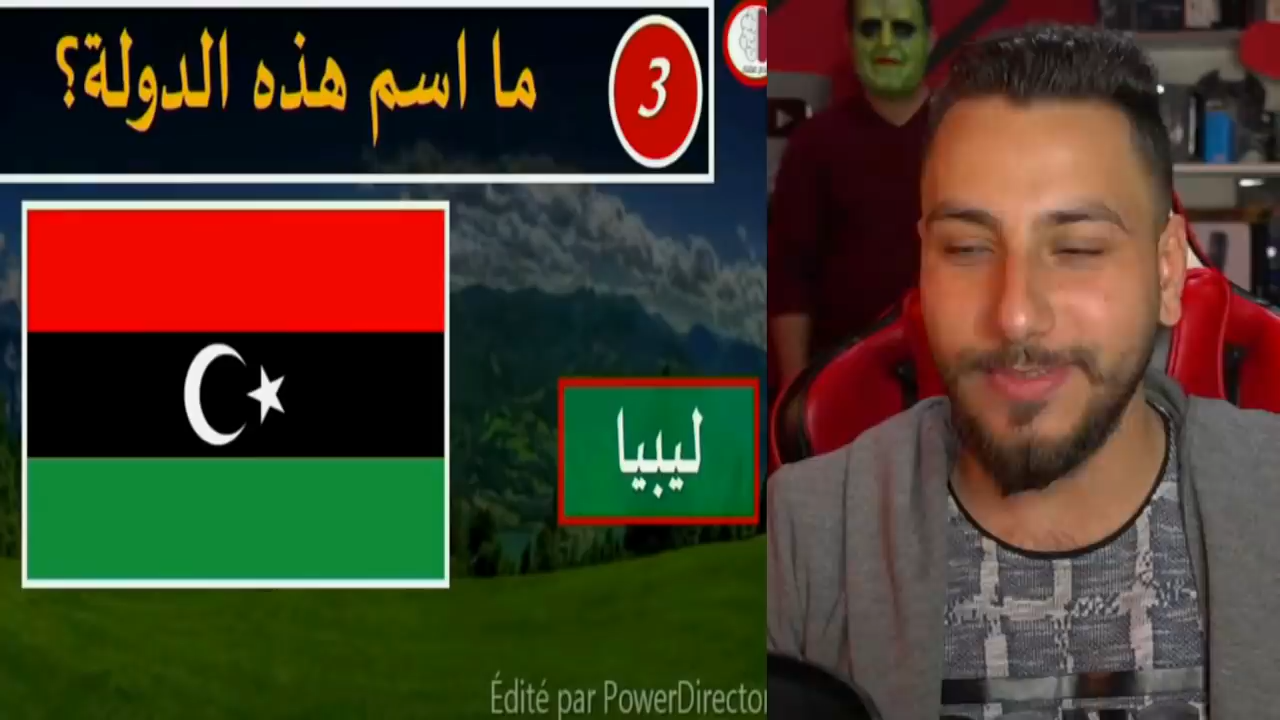 ما اسم هذه الدولة؟
3
ليبيا
Édité par PowerDirector